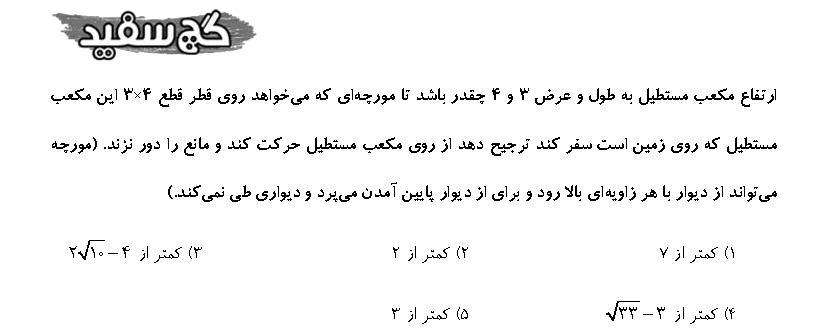 گچ سفید
ارتفاع مکعب مستطیل به طول و عرض ۳ و ۴ چقدر باشد تا مورچه‌ای که می‌خواهد روی قطر قطع ۴×۳ این مکعب
مستطیل که روی زمین است سفر کند ترجیح دهد از روی مکعب مستطیل حرکت کند و مانع را دور نزند. (مورچه
می‌تواند از دیوار با هر زاویه‌ای بالا رود و برای از دیوار پایین آمدن می‌پرد و دیواری طی نمی‌کند.)
۱) کمتر از ۷ ۲) کمتر از ۲ ۳) کمتر از ۲√۱۰−۴
۴) کمتر از √۳۳−۳ ۵) کمتر از ۳